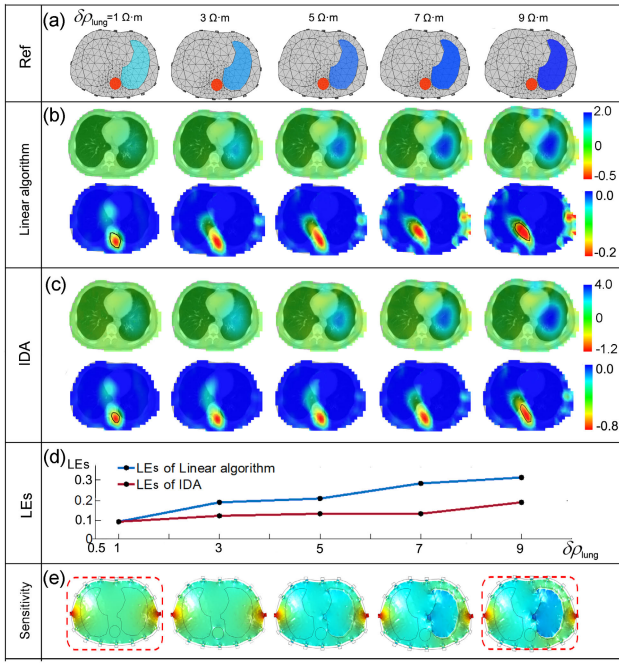 (a) δρlung=1 Ω·m 3 Ω·m 5 Ω·m 7 Ω·m 9 Ω·m
Ref
(b)
Linear algorithm
2.0
-0.5
0.0
-0.2
(c)
IDA
4.0
-1.2
0.0
-0.8
(d)
LEs
LEs
LEs of Linear algorithm
LEs of IDA
0.3
0.2
0.1
0.5 1 3 5 7 9 δρlung
(e)
Sensitivity